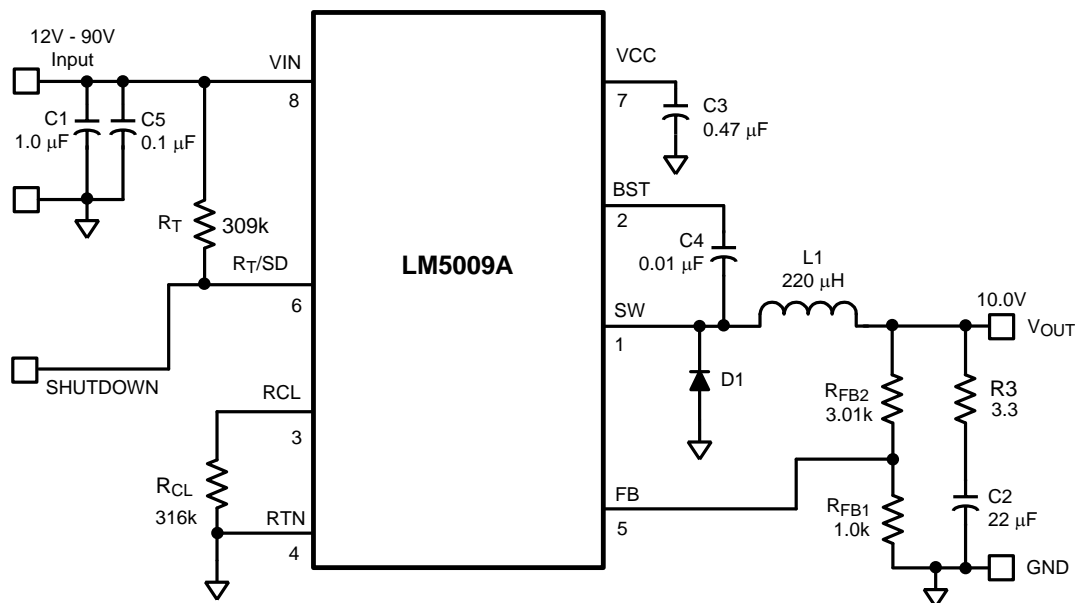 12V - 90V
Input
VIN
8
C1
1.0 μF
C5
0.1 μF
RT
309k
RT/SD
6
SHUTDOWN
RCL
3
RCL
316k
RTN
4
LM5009A
VCC
7
C3
0.47 μF
BST
2
C4
0.01 μF
L1
220 μH
SW
1
D1
10.0V
VOUT
RFB2
3.01k
R3
3.3
FB
5
RFB1
1.0k
C2
22 μF
GND